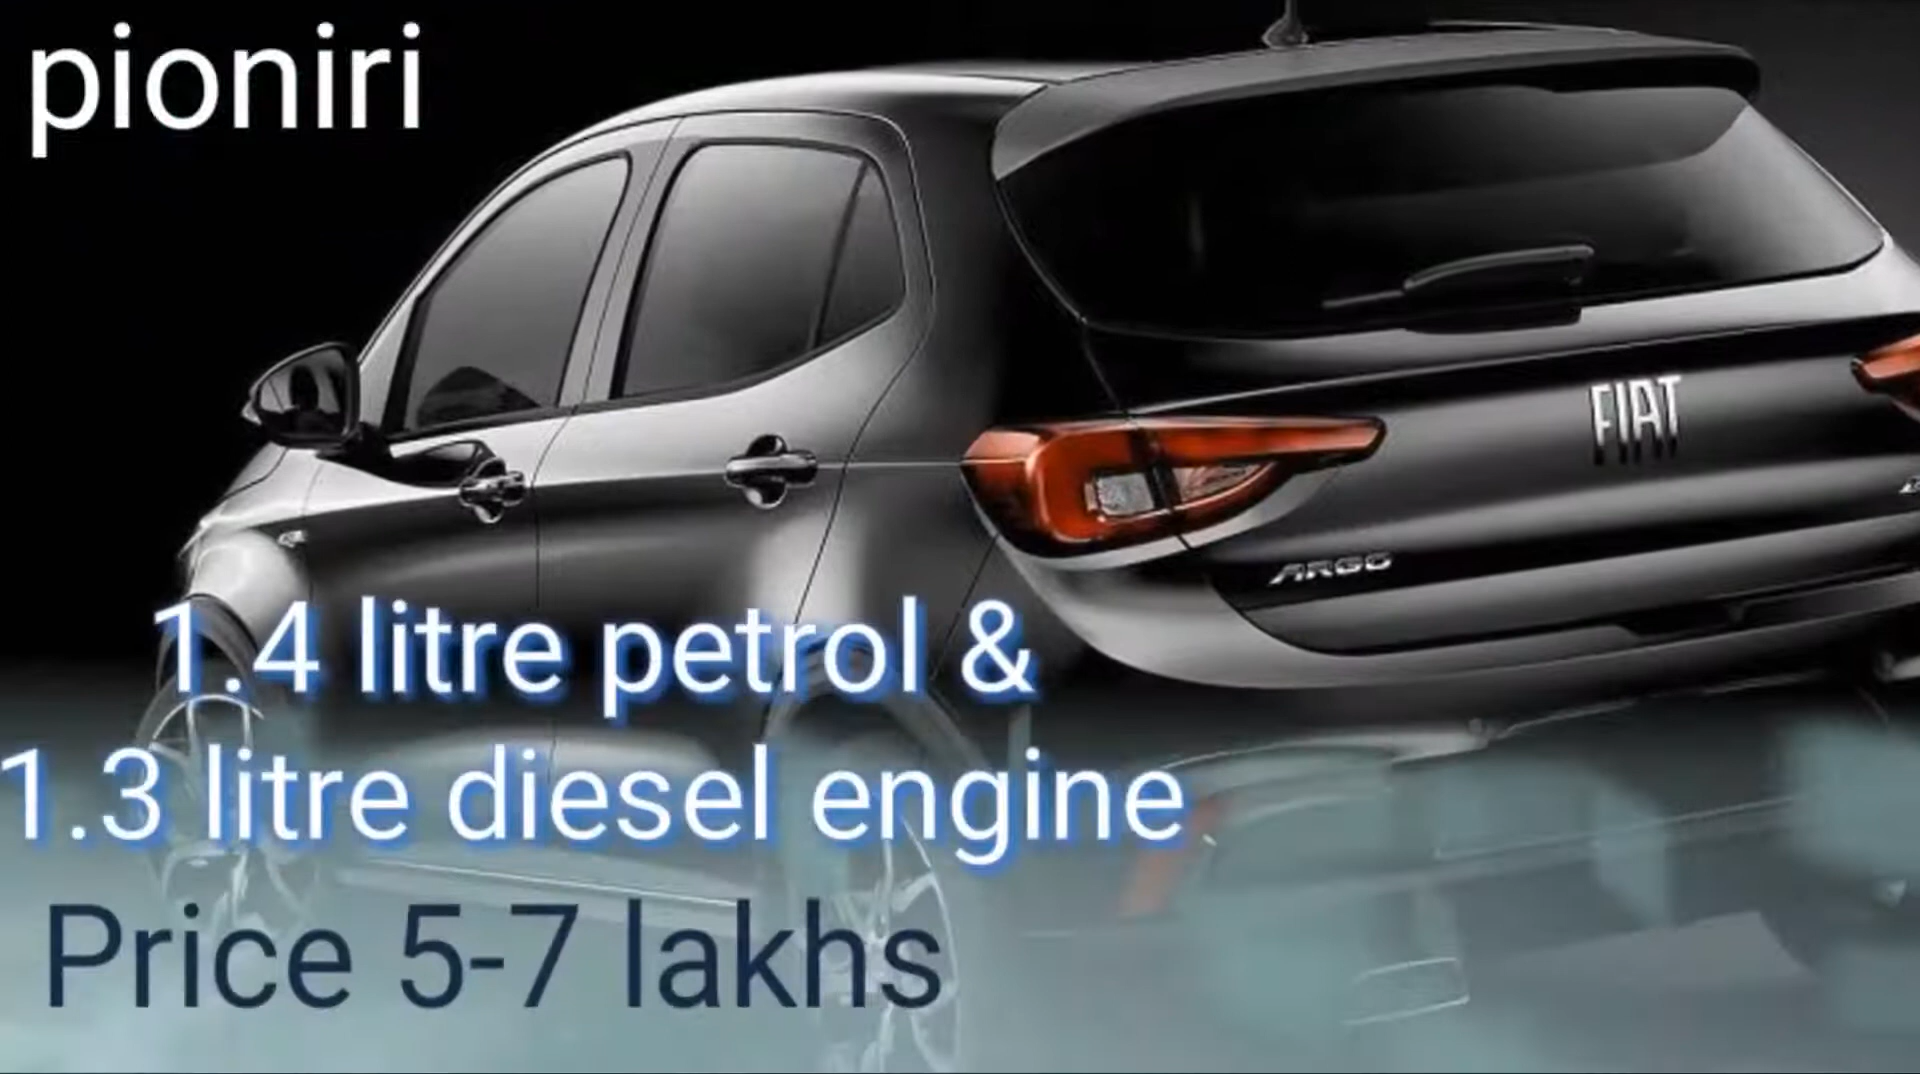 pioniri
FIAT
ARGO
1.4 litre petrol &
1.3 litre diesel engine
Price 5-7 lakhs